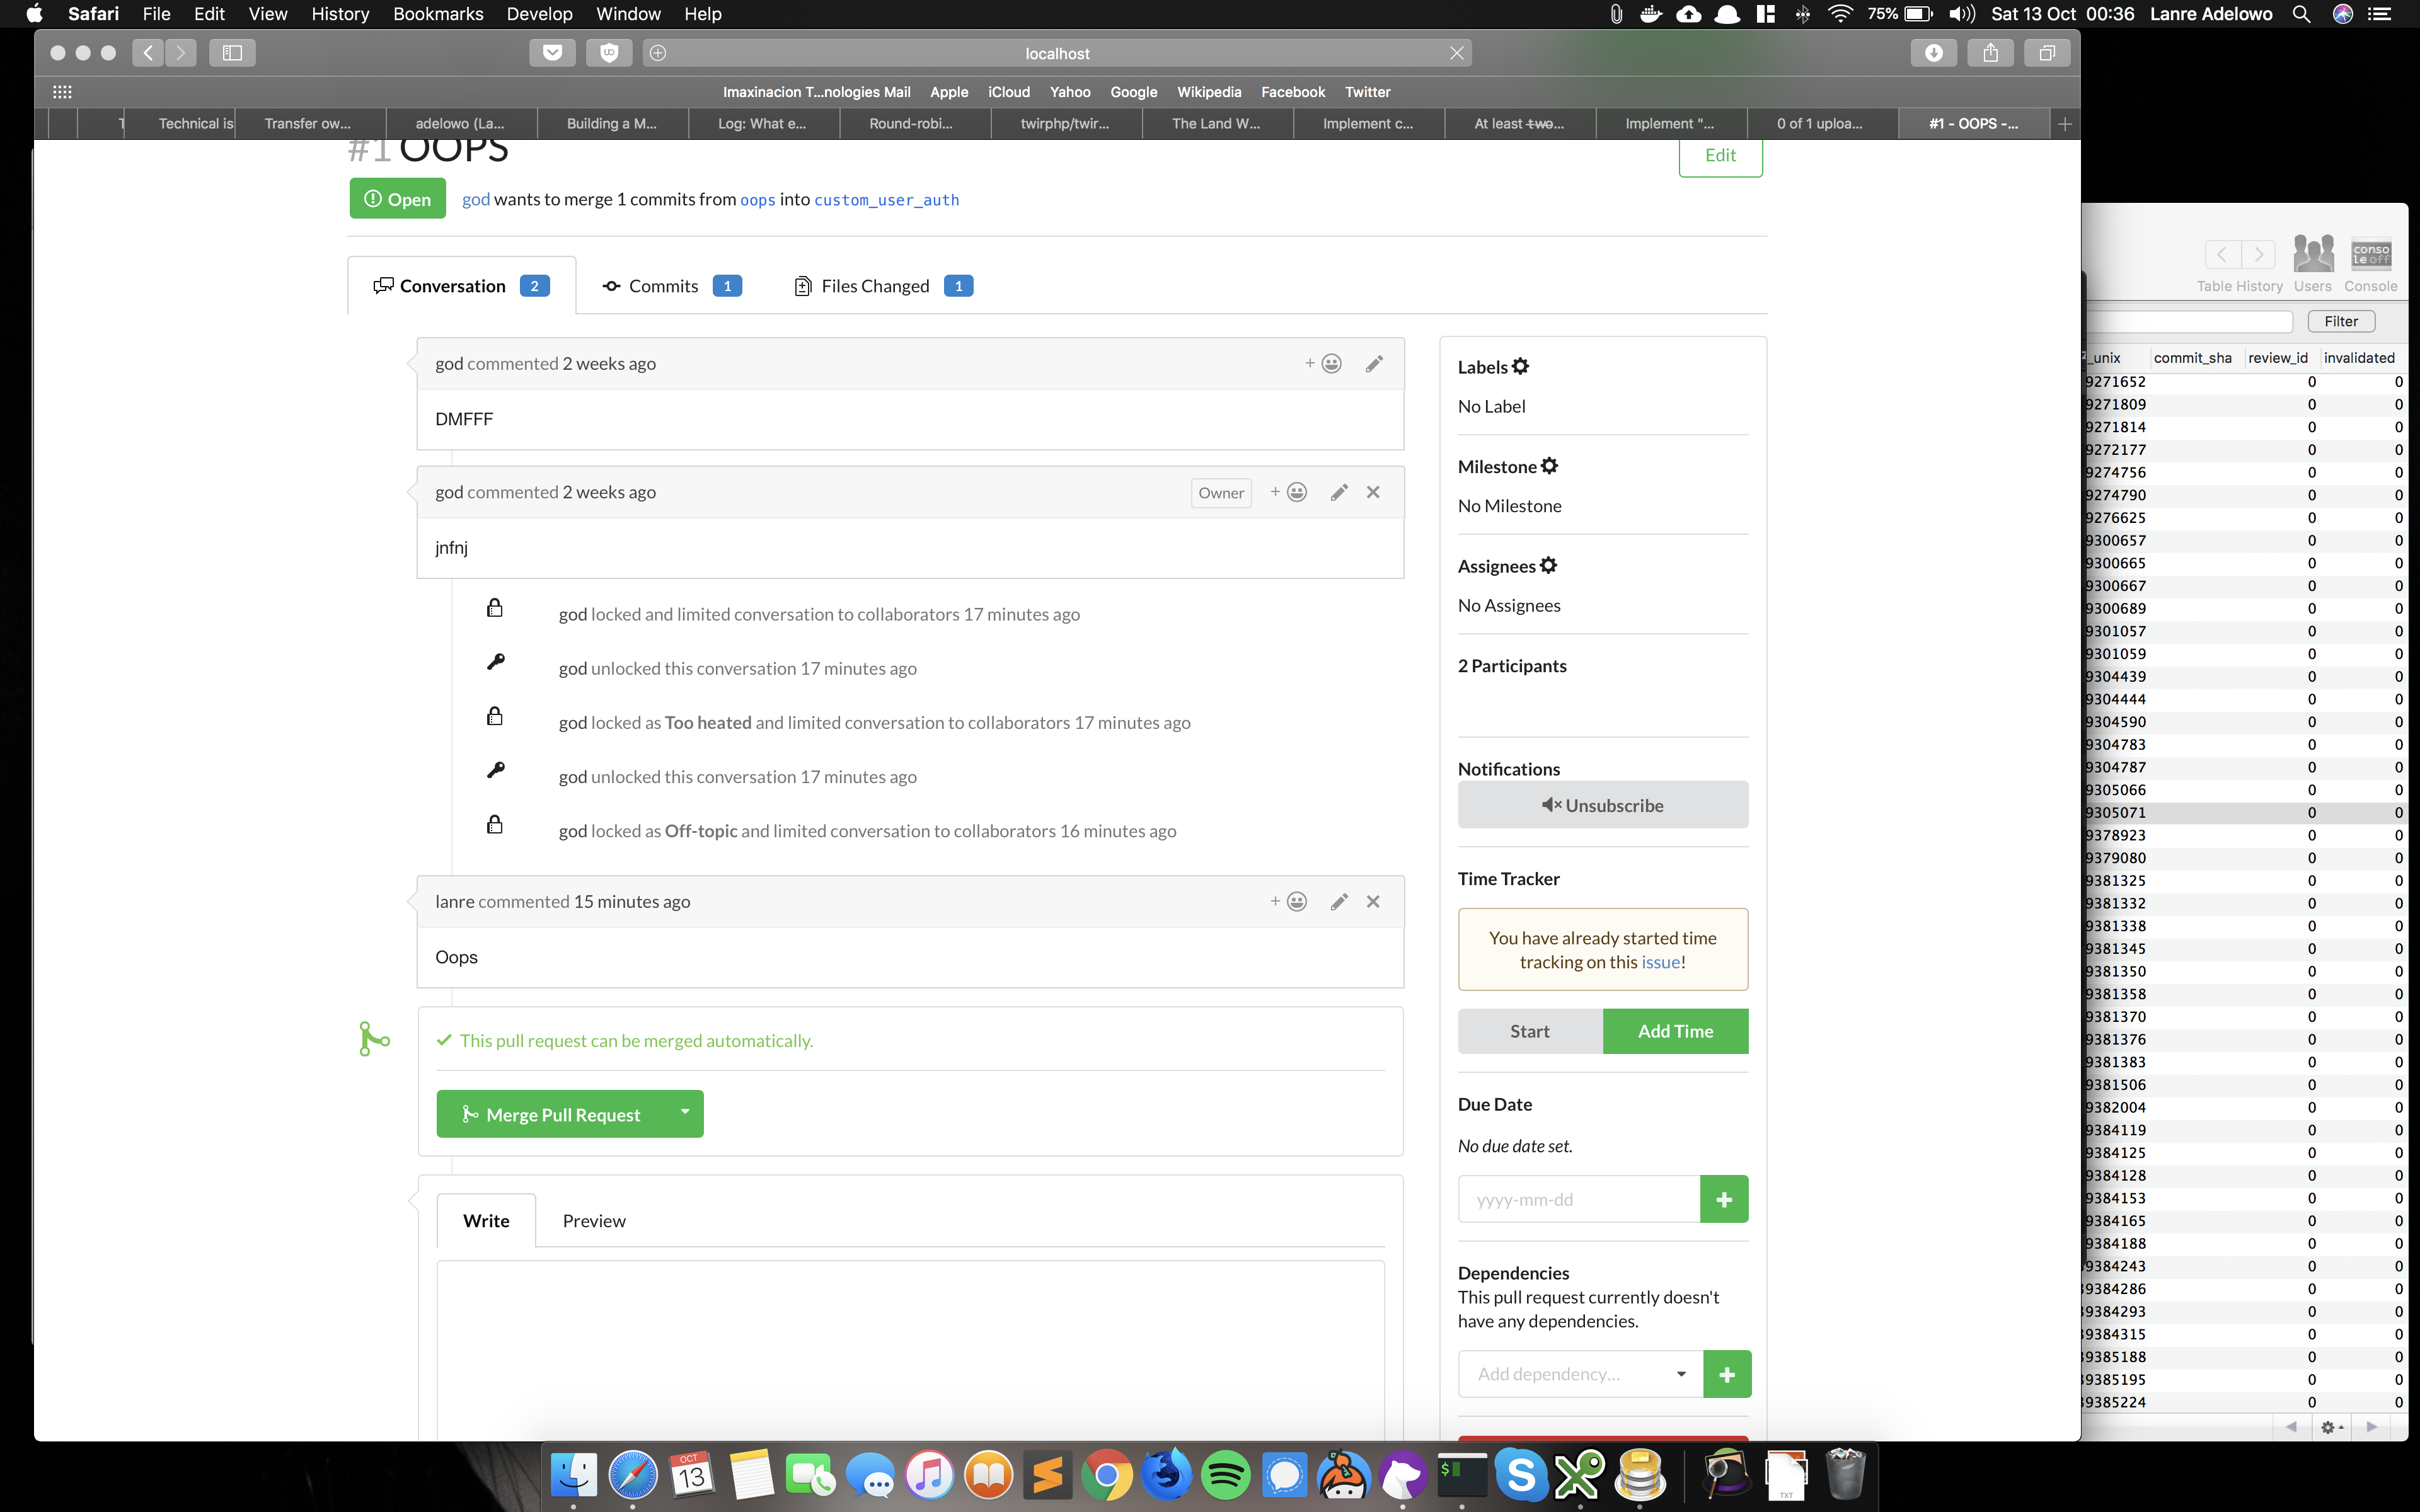 Safari File Edit View History Bookmarks Develop Window Help 75% Sat 13 Oct 00:36 Lanre Adelowo
localhost
Imaxinacion T...nologies Mail Apple iCloud Yahoo Google Wikipedia Facebook Twitter
Technical is Transfer ow... adelowo (La... Building a M... Log: What e... Round-robi... twirphp/twir... The Land W... Implement c... At least two... Implement "... 0 of 1 uploa... #1 - OOPS -...
#1 OOPS
Edit
Open god wants to merge 1 commits from oops into custom_user_auth
Conversation 2 Commits 1 Files Changed 1
god commented 2 weeks ago
DMFFF
god commented 2 weeks ago Owner
jnfnj
god locked and limited conversation to collaborators 17 minutes ago
god unlocked this conversation 17 minutes ago
god locked as Too heated and limited conversation to collaborators 17 minutes ago
god unlocked this conversation 17 minutes ago
god locked as Off-topic and limited conversation to collaborators 16 minutes ago
lanre commented 15 minutes ago
Oops
This pull request can be merged automatically.
Merge Pull Request
Write Preview
Labels
No Label
Milestone
No Milestone
Assignees
No Assignees
2 Participants
Notifications
Unsubscribe
Time Tracker
You have already started time
tracking on this issue!
Start Add Time
Due Date
No due date set.
yyyy-mm-dd
Dependencies
This pull request currently doesn't
have any dependencies.
Add dependency...
conso
le off
Table History Users Console
Filter
_unix commit_sha review_id invalidated
9271652 0 0
9271809 0 0
9271814 0 0
9272177 0 0
9274756 0 0
9274790 0 0
9276625 0 0
9300657 0 0
9300665 0 0
9300667 0 0
9300689 0 0
9301057 0 0
9301059 0 0
9304439 0 0
9304444 0 0
9304590 0 0
9304783 0 0
9304787 0 0
9305066 0 0
9305071 0 0
9378923 0 0
9379080 0 0
9381325 0 0
9381332 0 0
9381338 0 0
9381345 0 0
9381350 0 0
9381358 0 0
9381370 0 0
9381376 0 0
9381383 0 0
9381506 0 0
9382004 0 0
9384119 0 0
9384125 0 0
9384128 0 0
9384153 0 0
9384165 0 0
9384188 0 0
9384243 0 0
39384286 0 0
39384293 0 0
39384315 0 0
39385188 0 0
39385195 0 0
39385224 0 0
OCT
13
TXT